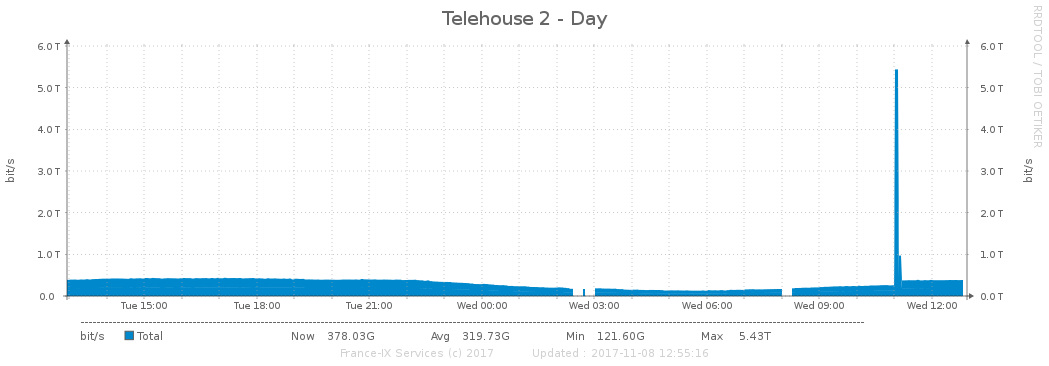 Telehouse 2 - Day
RRDTOOL / TOBI OETIKER
6.0 T 6.0 T
5.0 T 5.0 T
4.0 T 4.0 T
3.0 T 3.0 T
2.0 T 2.0 T
1.0 T 1.0 T
0.0 0.0 T
bit/s bit/s
Tue 15:00 Tue 18:00 Tue 21:00 Wed 00:00 Wed 03:00 Wed 06:00 Wed 09:00 Wed 12:00
bit/s Total Now 378.03G Avg 319.73G Min 121.60G Max 5.43T
France-IX Services (c) 2017 Updated : 2017-11-08 12:55:16